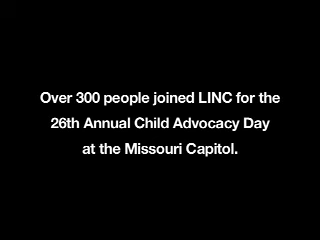 Over 300 people joined LINC for the
26th Annual Child Advocacy Day
at the Missouri Capitol.